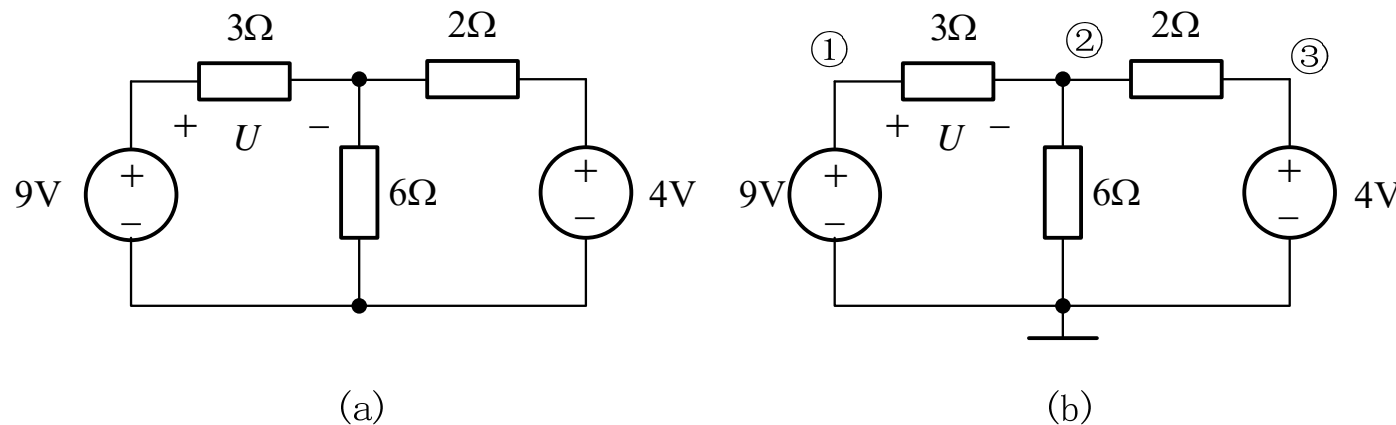 3Ω 2Ω
+ U −
9V + − 6Ω + − 4V
(a)
① 3Ω ② 2Ω ③
+ U −
9V + − 6Ω + − 4V
(b)